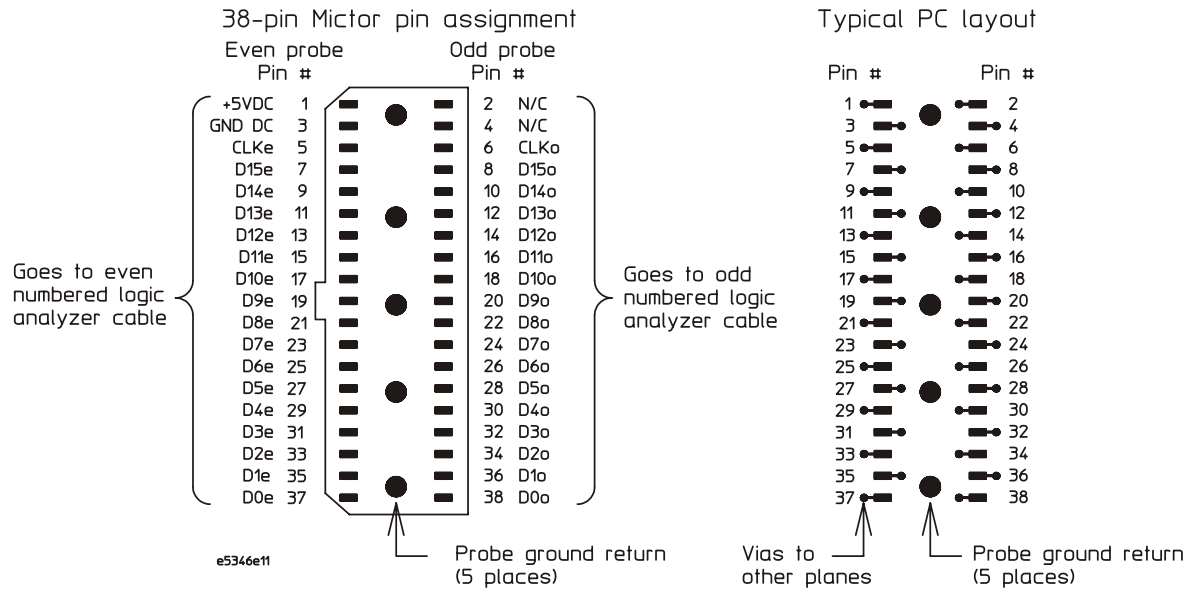 38-pin Mictor pin assignment
Even probe Odd probe
Pin # Pin #
+5VDC 1 2 N/C
GND DC 3 4 N/C
CLKe 5 6 CLKo
D15e 7 8 D15o
D14e 9 10 D14o
D13e 11 12 D13o
D12e 13 14 D12o
D11e 15 16 D11o
D10e 17 18 D10o
D9e 19 20 D9o
D8e 21 22 D8o
D7e 23 24 D7o
D6e 25 26 D6o
D5e 27 28 D5o
D4e 29 30 D4o
D3e 31 32 D3o
D2e 33 34 D2o
D1e 35 36 D1o
D0e 37 38 D0o
Goes to even
numbered logic
analyzer cable
Goes to odd
numbered logic
analyzer cable
e5346e11
Probe ground return
(5 places)
Typical PC layout
Pin # Pin #
1 2
3 4
5 6
7 8
9 10
11 12
13 14
15 16
17 18
19 20
21 22
23 24
25 26
27 28
29 30
31 32
33 34
35 36
37 38
Vias to
other planes
Probe ground return
(5 places)